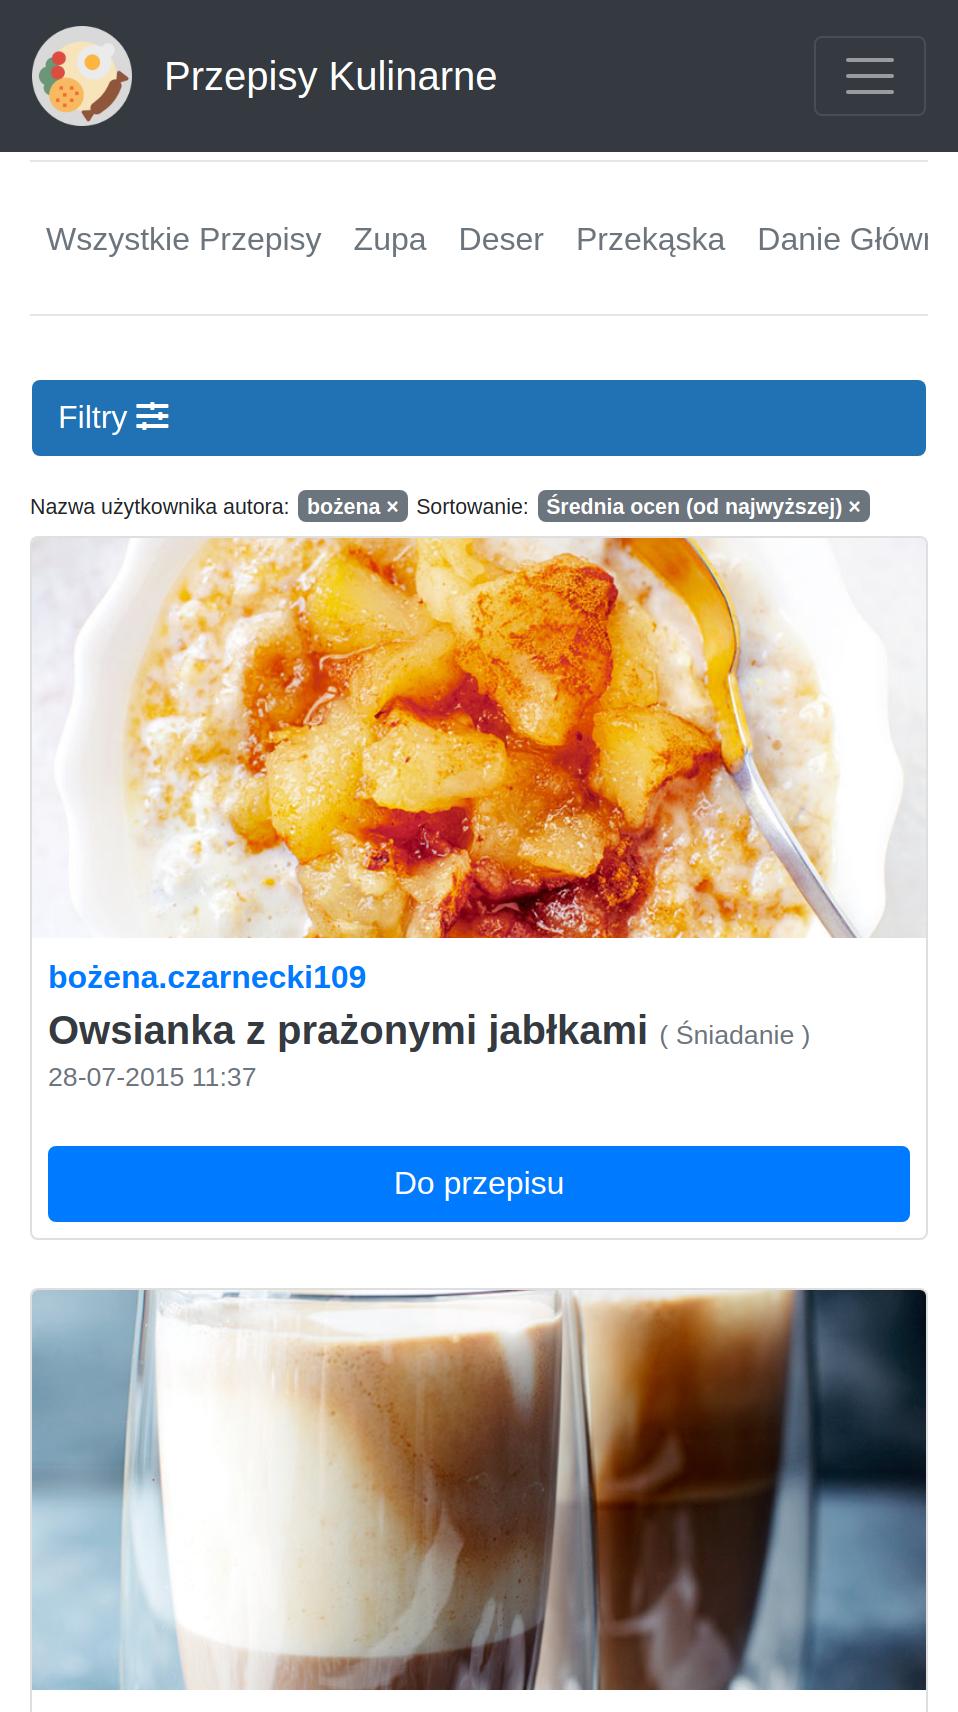 Przepisy Kulinarne
Wszystkie Przepisy Zupa Deser Przekąska Danie
Filtry
Nazwa użytkownika autora: bożena × Sortowanie: Średnia ocen (od najwyższej) ×
bożena.czarnecki109
Owsianka z prażonymi jabłkami ( Śniadanie )
28-07-2015 11:37
Do przepisu